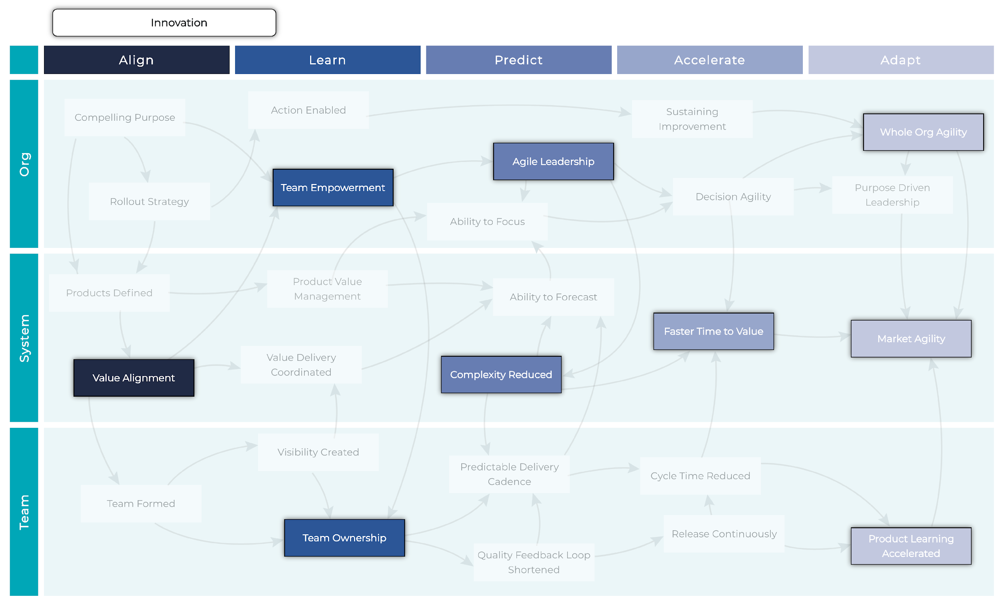 Innovation
Align
Learn
Predict
Accelerate
Adapt
Org
Compelling Purpose
Action Enabled
Sustaining
Improvement
Whole Org Agility
Agile Leadership
Team Empowerment
Rollout Strategy
Decision Agility
Purpose Driven
Leadership
Ability to Focus
System
Products Defined
Product Value
Management
Ability to Forecast
Faster Time to Value
Market Agility
Value Delivery
Coordinated
Value Alignment
Complexity Reduced
Team
Visibility Created
Predictable Delivery
Cadence
Cycle Time Reduced
Team Formed
Team Ownership
Release Continuously
Quality Feedback Loop
Shortened
Product Learning
Accelerated